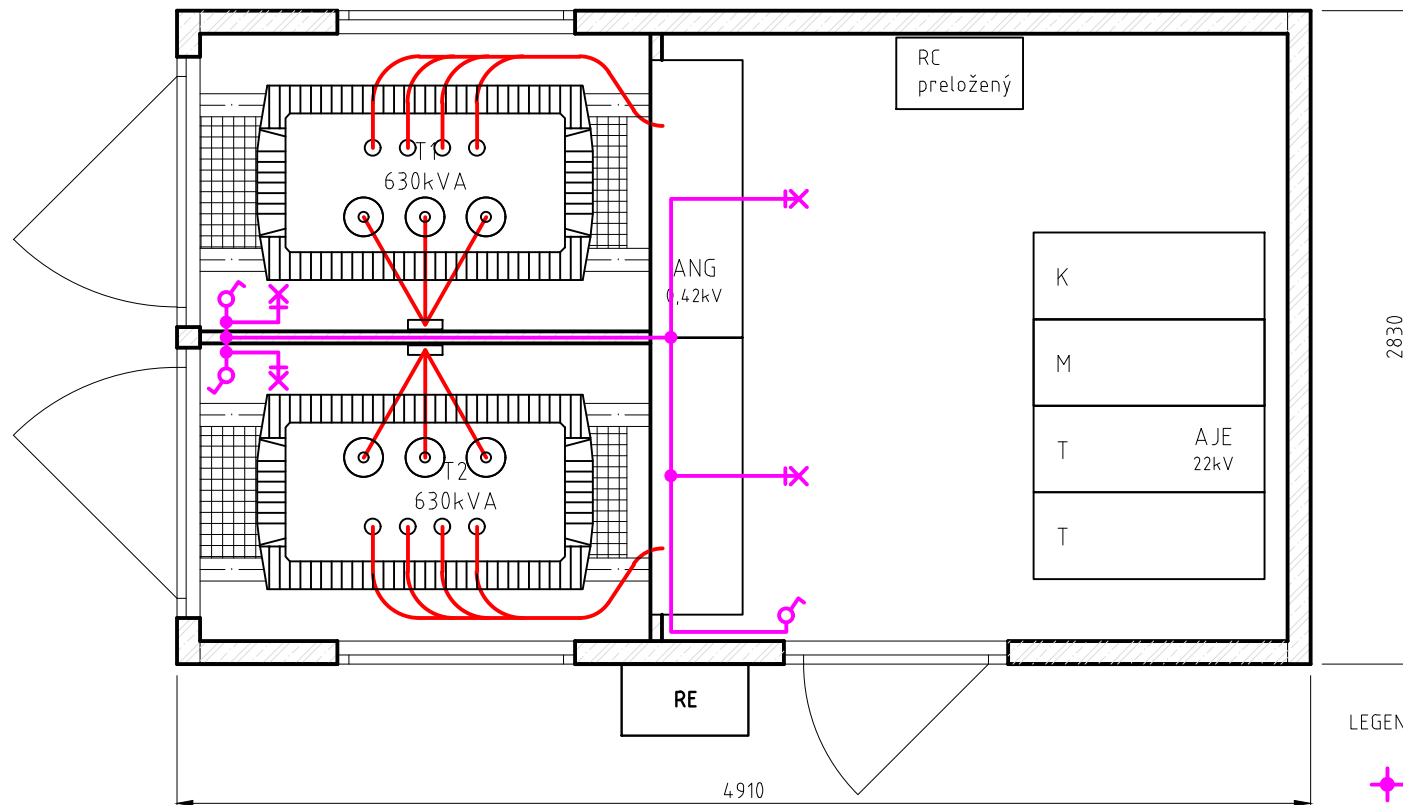 RC
preložený
T1
630kVA
ANG
0,42kV
K
M
T
AJE
22kV
T
T2
630kVA
2830
RE
LEGEN
4910